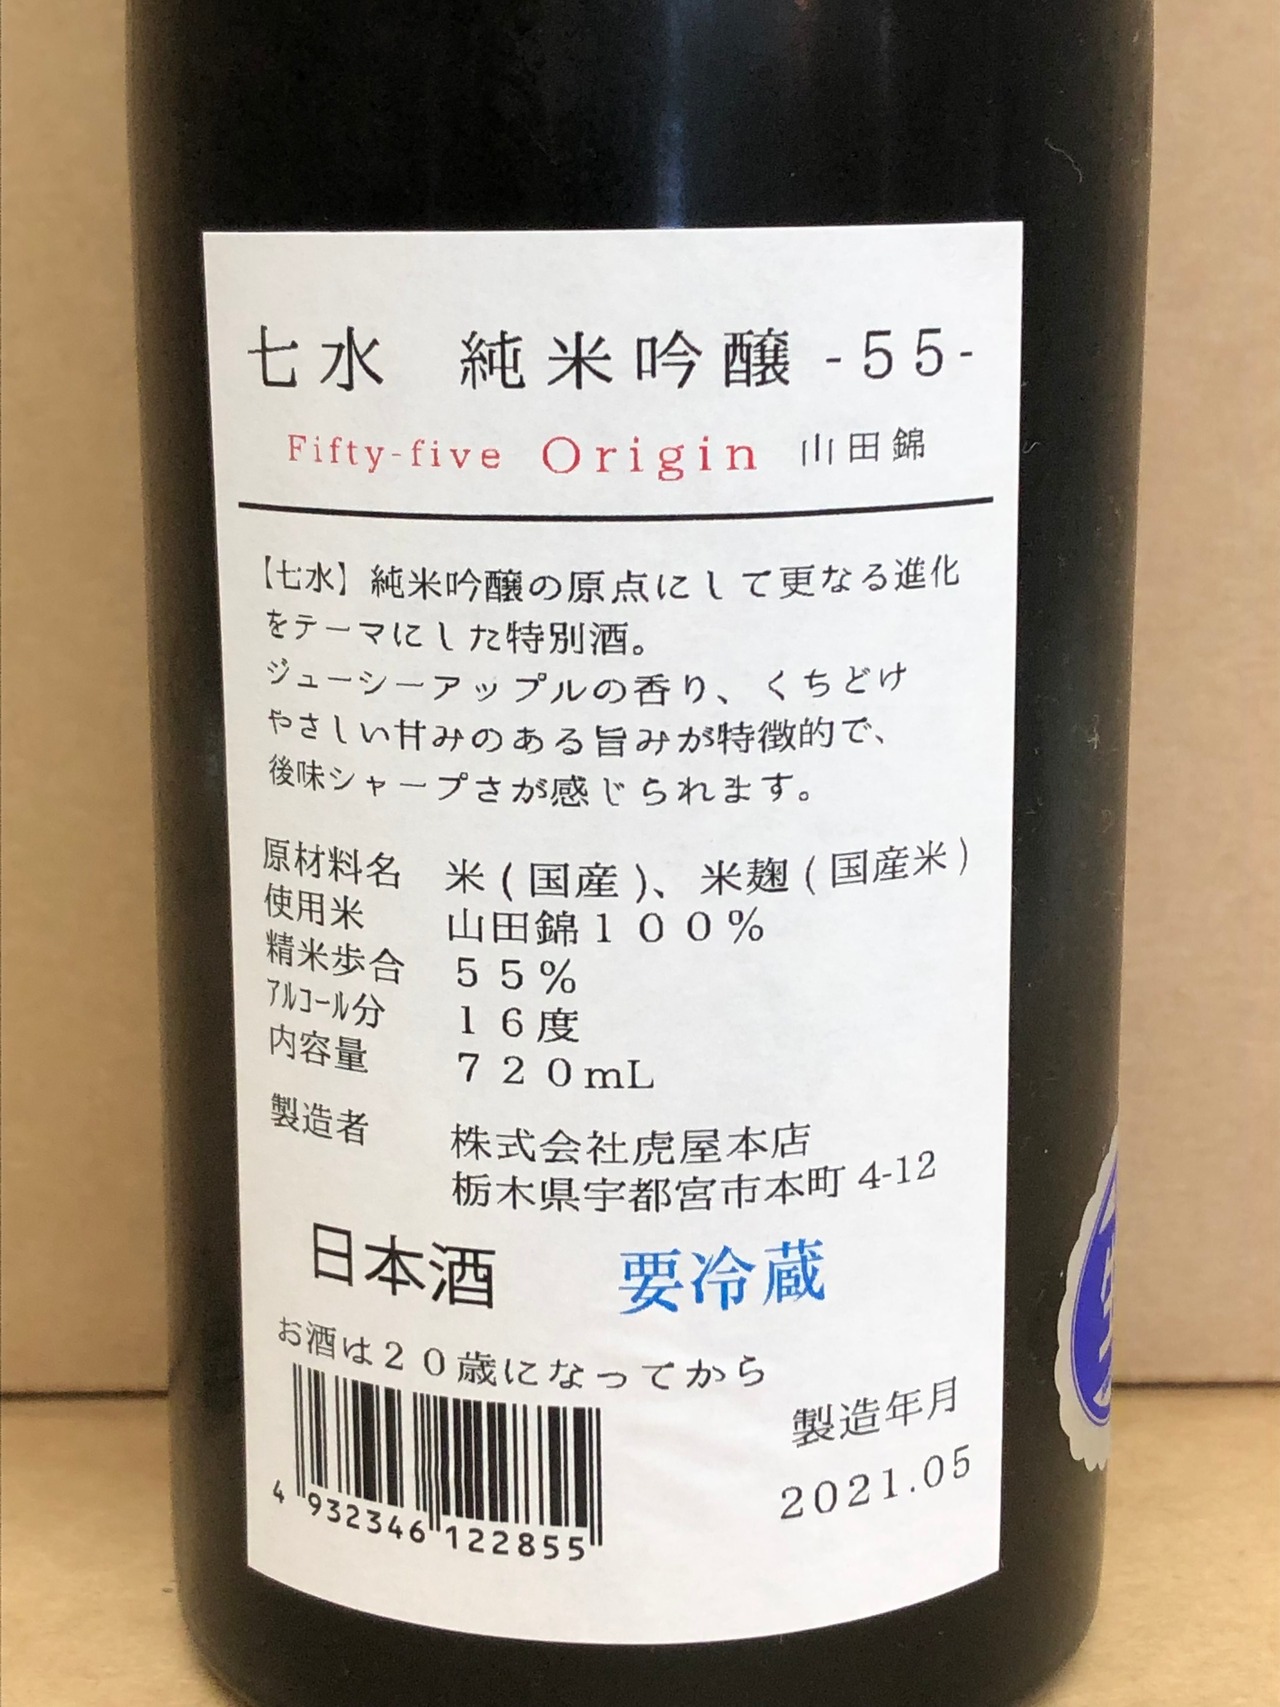 七水 純米吟醸 -55-
Fifty-five Origin 山田錦
【七水】純米吟醸の原点にして更なる進化
をテーマにした特別酒。
ジューシーアップルの香り、くちどけ
やさしい甘みのある旨みが特徴的で、
後味シャープさが感じられます。
原材料名 米(国産)、米麹(国産米)
使用米 山田錦100%
精米歩合 55%
アルコール分 16度
内容量 720mL
製造者 株式会社虎屋本店
栃木県宇都宮市本町4-12
日本酒 要冷蔵
お酒は20歳になってから
製造年月
2021.05
4 932346 122855